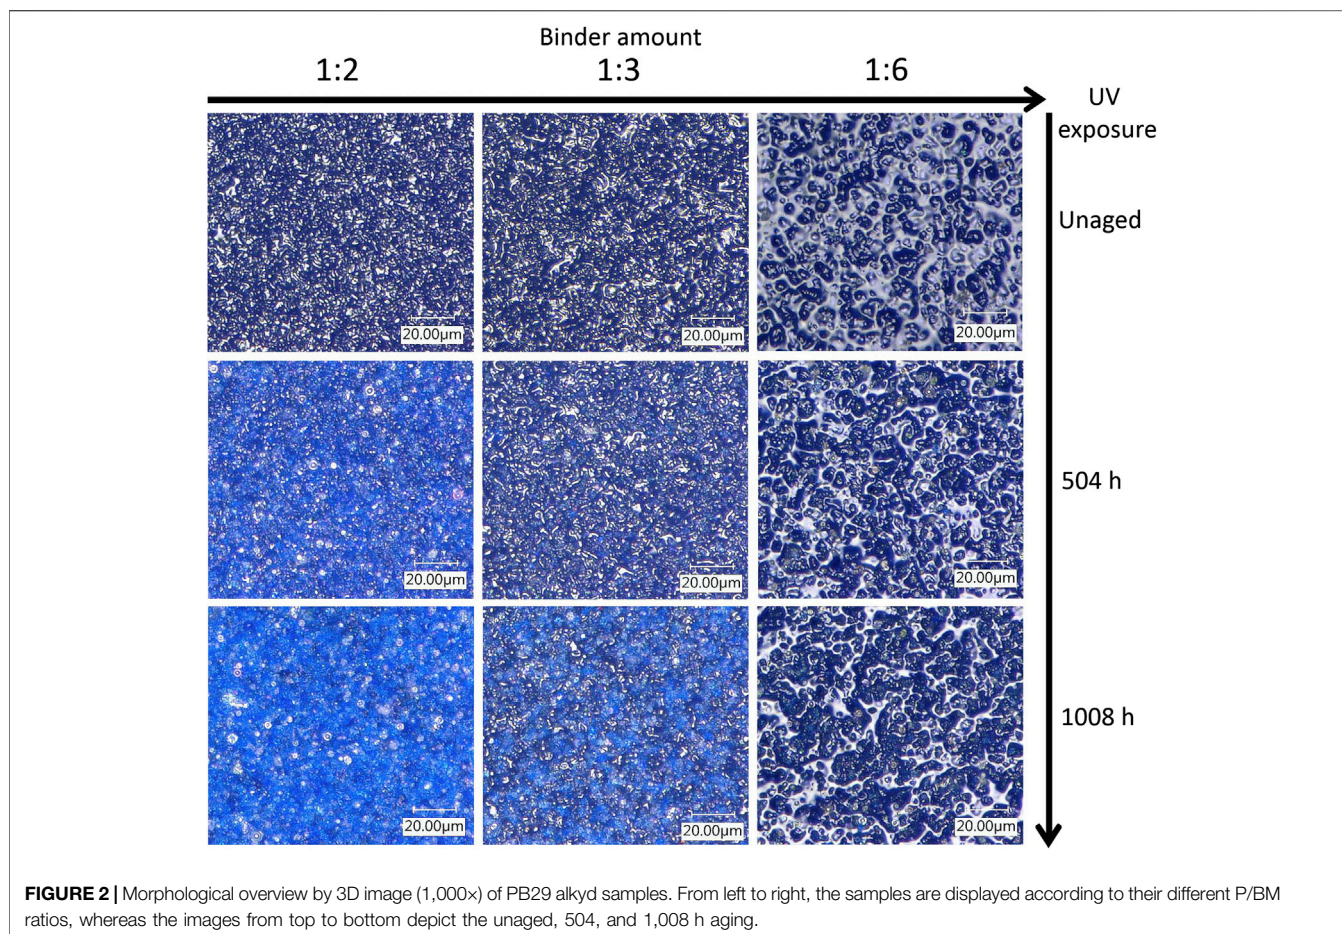 Binder amount
1:2 1:3 1:6
UV
exposure
Unaged
20.00µm 20.00µm 20.00µm
504 h
20.00µm 20.00µm 20.00µm
1008 h
20.00µm 20.00µm 20.00µm
FIGURE 2 | Morphological overview by 3D image (1,000×) of PB29 alkyd samples. From left to right, the samples are displayed according to their different P/BM
ratios, whereas the images from top to bottom depict the unaged, 504, and 1,008 h aging.